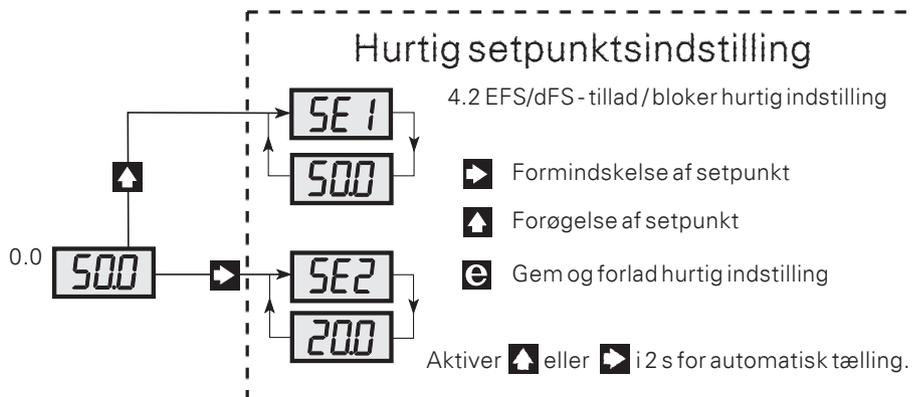 Hurtig setpunktsindstilling
4.2 EFS/dFS - tillad / bloker hurtig indstilling
SE1
50.0
Formindskelse af setpunkt
Forøgelse af setpunkt
0.0 50.0
SE2
20.0
e Gem og forlad hurtig indstilling
Aktiver eller i 2 s for automatisk tælling.